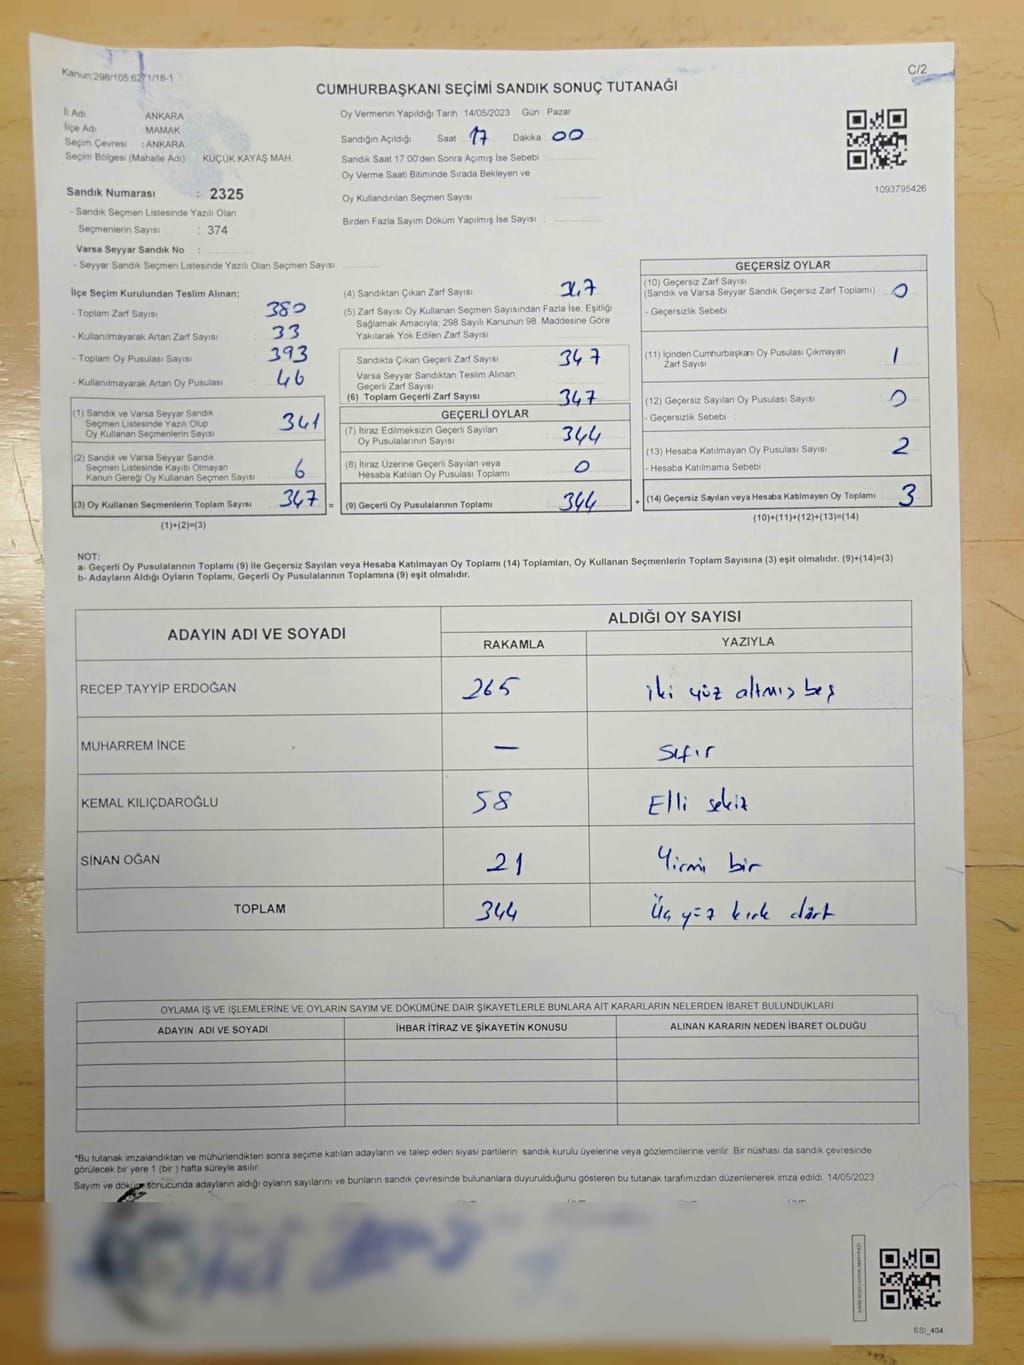 Kanun:298/105.6271/18-1
C/2
CUMHURBAŞKANI SEÇİMİ SANDIK SONUÇ TUTANAĞI
İl Adı ANKARA
İlçe Adı MAMAK
Seçim Çevresi : ANKARA
Seçim Bölgesi (Mahalle Adı) : KÜÇÜK KAYAŞ MAH.
Sandık Numarası : 2325
- Sandık Seçmen Listesinde Yazılı Olan
Seçmenlerin Sayısı : 374
Varsa Seyyar Sandık No :
- Seyyar Sandık Seçmen Listesinde Yazılı Olan Seçmen Sayısı
Oy Vermenin Yapıldığı Tarih : 14/05/2023 Gün Pazar
Sandığın Açıldığı Saat 17 Dakika 00
Sandık Saat 17:00'den Sonra Açımış İse Sebebi
Oy Verme Saati Bitiminde Sırada Bekleyen ve
Oy Kullandırılan Seçmen Sayısı
Birden Fazla Sayım Döküm Yapılmış İse Sayısı :
1093795426
İlçe Seçim Kurulundan Teslim Alınan;
- Toplam Zarf Sayısı 380
- Kullanılmayarak Artan Zarf Sayısı 33
- Toplam Oy Pusulası Sayısı 393
- Kullanılmayarak Artan Oy Pusulası 46
(1) Sandık ve Varsa Seyyar Sandık
Seçmen Listesinde Yazılı Olup
Oy Kullanan Seçmenlerin Sayısı 341
(2) Sandık ve Varsa Seyyar Sandık
Seçmen Listesinde Kayıtlı Olmayan
Kanun Gereği Oy Kullanan Seçmen Sayısı 6
(3) Oy Kullanan Seçmenlerin Toplam Sayısı 347 =
(1)+(2)=(3)
(4) Sandıktan Çıkan Zarf Sayısı
(5) Zarf Sayısı Oy Kullanan Seçmen Sayısından Fazla İse, Eşitliği
Sağlamak Amacıyla; 298 Sayılı Kanunun 98. Maddesine Göre
Yakılarak Yok Edilen Zarf Sayısı
Sandıkta Çıkan Geçerli Zarf Sayısı 347
Varsa Seyyar Sandıktan Teslim Alınan
Geçerli Zarf Sayısı
(6) Toplam Geçerli Zarf Sayısı 347
GEÇERLİ OYLAR
(7) İtiraz Edilmeksizin Geçerli Sayılan
Oy Pusulalarının Sayısı 344
(8) İtiraz Üzerine Geçerli Sayılan veya
Hesaba Katılan Oy Pusulası Toplamı 0
(9) Geçerli Oy Pusulalarının Toplamı 344 +
GEÇERSİZ OYLAR
(10) Geçersiz Zarf Sayısı
(Sandık ve Varsa Seyyar Sandık Geçersiz Zarf Toplamı) 0
- Geçersizlik Sebebi
(11) İçinden Cumhurbaşkanı Oy Pusulası Çıkmayan
Zarf Sayısı 1
(12) Geçersiz Sayılan Oy Pusulası Sayısı 0
- Geçersizlik Sebebi
(13) Hesaba Katılmayan Oy Pusulası Sayısı 2
- Hesaba Katılmama Sebebi
(14) Geçersiz Sayılan veya Hesaba Katılmayan Oy Toplamı 3
(10)+(11)+(12)+(13)=(14)
NOT:
a- Geçerli Oy Pusulalarının Toplamı (9) ile Geçersiz Sayılan veya Hesaba Katılmayan Oy Toplamı (14) Toplamları, Oy Kullanan Seçmenlerin Toplam Sayısına (3) eşit olmalıdır. (9)+(14)=(3)
b- Adayların Aldığı Oyların Toplamı, Geçerli Oy Pusulalarının Toplamına (9) eşit olmalıdır.
ADAYIN ADI VE SOYADI ALDIĞI OY SAYISI
RAKAMLA YAZIYLA
RECEP TAYYİP ERDOĞAN 265 iki yüz altmış beş
MUHARREM İNCE — Sıfır
KEMAL KILIÇDAROĞLU 58 Elli sekiz
SİNAN OĞAN 21 Yirmi bir
TOPLAM 344 Üç yüz kırk dört
OYLAMA İŞ VE İŞLEMLERİNE VE OYLARIN SAYIM VE DÖKÜMÜNE DAİR ŞİKAYETLERLE BUNLARA AİT KARARLARIN NELERDEN İBARET BULUNDUKLARI
ADAYIN ADI VE SOYADI İHBAR İTİRAZ VE ŞİKAYETİN KONUSU ALINAN KARARIN NEDEN İBARET OLDUĞU
*Bu tutanak imzalandıktan ve mühürlendikten sonra seçime katılan adayların ve talep eden siyasi partilerin sandık kurulu üyelerine veya gözlemcilerine verilir. Bir nüshası da sandık çevresinde
görülecek bir yere 1 (bir ) hafta süreyle asılır.
Sayım ve döküm sonucunda adayların aldığı oyların sayılarını ve bunların sandık çevresinde bulunanlara duyurulduğunu gösteren bu tutanak tarafımızdan düzenlenerek imza edildi. 14/05/2023
SSI_404